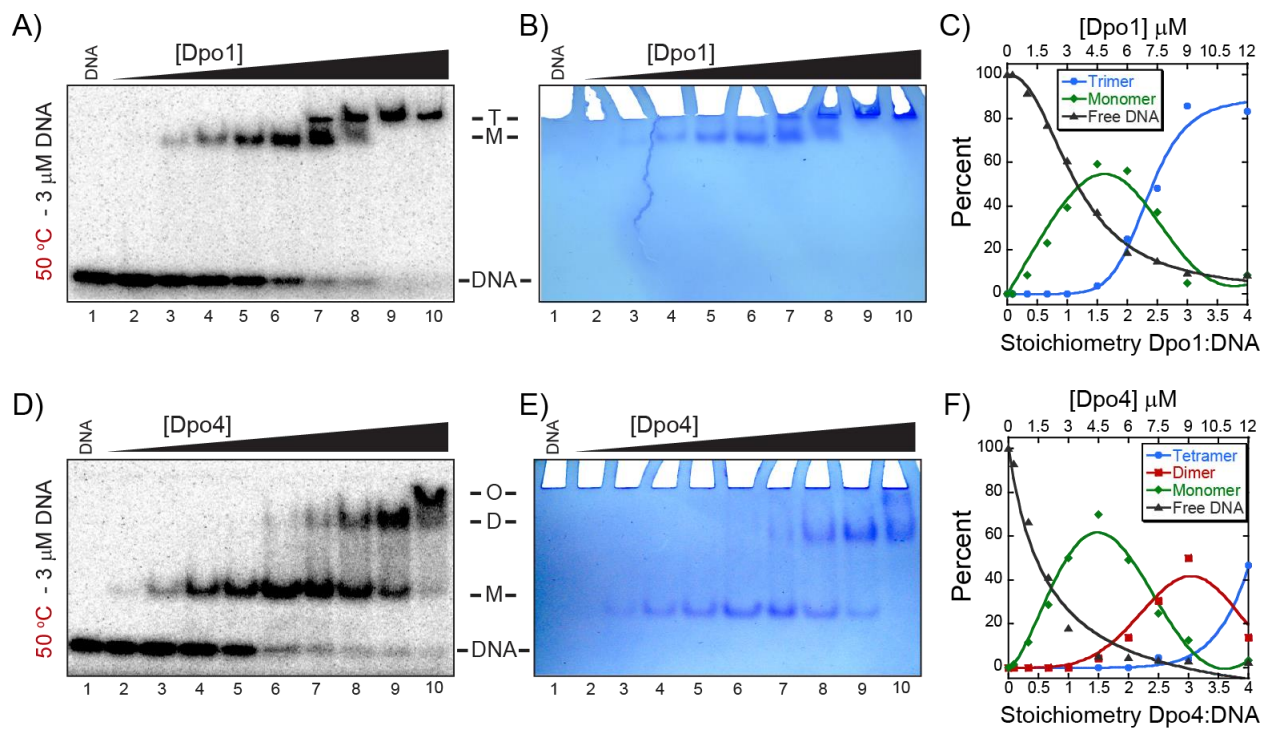 A)
[Dpo1]
DNA
50 °C - 3 µM DNA
1 2 3 4 5 6 7 8 9 10
T
M
DNA
B)
[Dpo1]
DNA
1 2 3 4 5 6 7 8 9 10
C)
[Dpo1] µM
0 1.5 3 4.5 6 7.5 9 10.5 12
Trimer
Monomer
Free DNA
Percent
100
80
60
40
20
0
0 0.5 1 1.5 2 2.5 3 3.5 4
Stoichiometry Dpo1:DNA
D)
[Dpo4]
DNA
50 °C - 3 µM DNA
1 2 3 4 5 6 7 8 9 10
O
D
M
DNA
E)
[Dpo4]
DNA
1 2 3 4 5 6 7 8 9 10
F)
[Dpo4] µM
0 1.5 3 4.5 6 7.5 9 10.5 12
Tetramer
Dimer
Monomer
Free DNA
Percent
100
80
60
40
20
0
0 0.5 1 1.5 2 2.5 3 3.5 4
Stoichiometry Dpo4:DNA